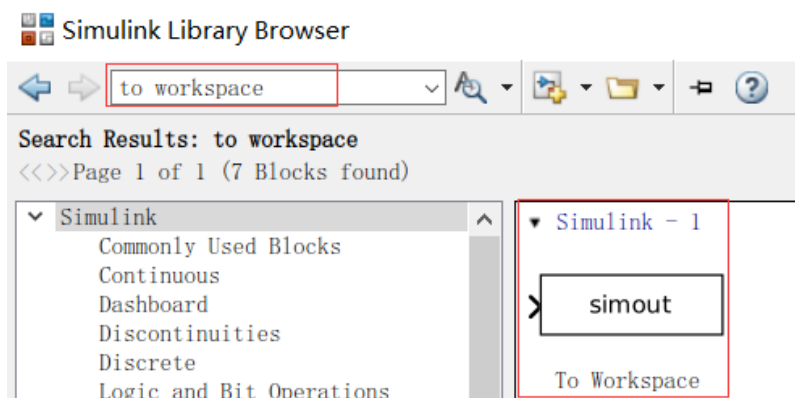 Simulink Library Browser
to workspace
Search Results: to workspace
<<>>Page 1 of 1 (7 Blocks found)
Simulink
Commonly Used Blocks
Continuous
Dashboard
Discontinuities
Discrete
Logic and Bit Operations
Simulink - 1
simout
To Workspace